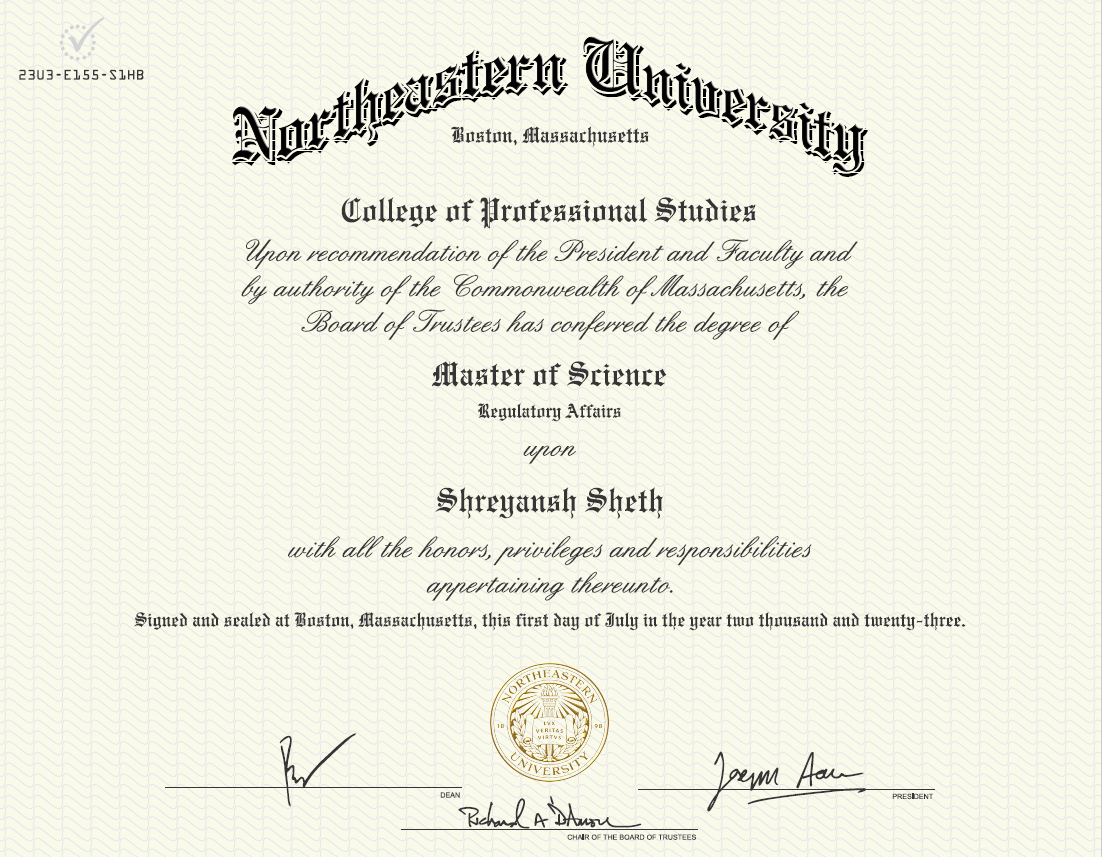 23U3-E155-S1HB
Northeastern University
Boston, Massachusetts
College of Professional Studies
Upon recommendation of the President and Faculty and
by authority of the Commonwealth of Massachusetts, the
Board of Trustees has conferred the degree of
Master of Science
Regulatory Affairs
upon
Shreyansh Sheth
with all the honors, privileges and responsibilities
appertaining thereunto.
Signed and sealed at Boston, Massachusetts, this first day of July in the year two thousand and twenty-three.
NORTHEASTERN
18 98
LVX
VERITAS
VIRTVS
UNIVERSITY
DEAN
PRESIDENT
Richard A D'Amore
CHAIR OF THE BOARD OF TRUSTEES